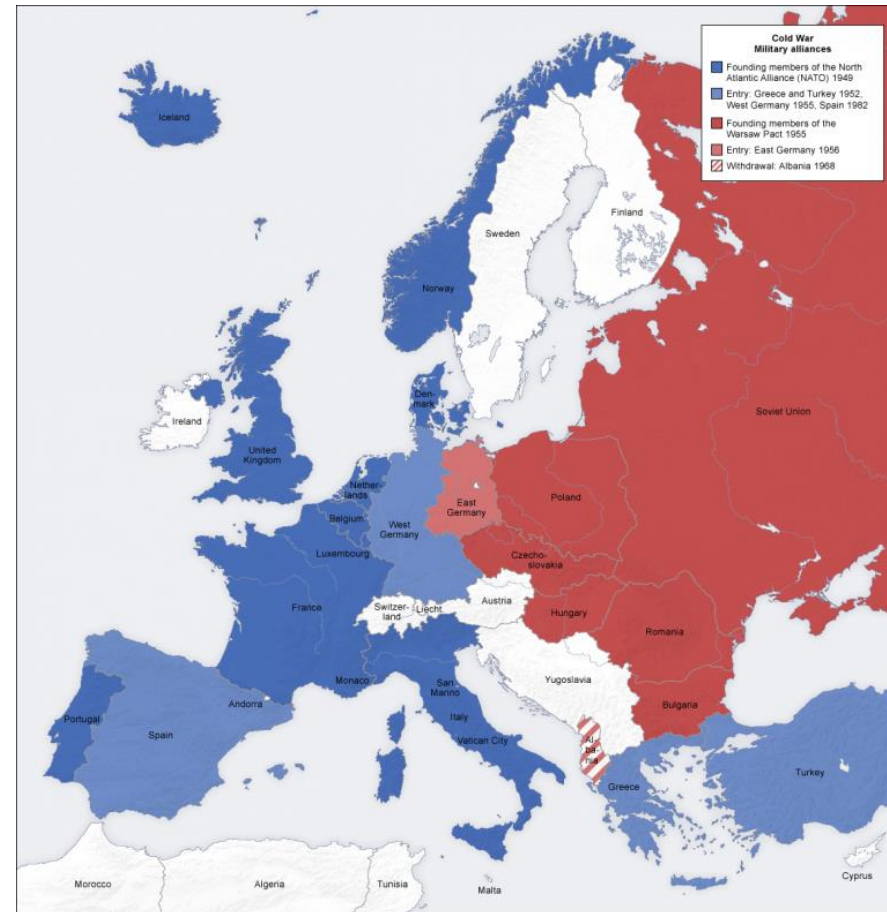 Cold War
Military alliances
Founding members of the North
Atlantic Alliance (NATO) 1949
Entry: Greece and Turkey 1952,
West Germany 1955, Spain 1982
Founding members of the
Warsaw Pact 1955
Entry: East Germany 1956
Withdrawal: Albania 1968
Iceland
Finland
Sweden
Norway
Soviet Union
Den-
mark
Ireland
United
Kingdom
Nether-
lands
Belgium
Luxembourg
West
Germany
East
Germany
Poland
Czecho-
slovakia
France
Switzer-
land
Liecht.
Austria
Hungary
Romania
Yugoslavia
Monaco
San
Marino
Italy
Vatican City
Andorra
Portugal
Spain
Bulgaria
Al-
ba-
nia
Greece
Turkey
Morocco
Algeria
Tunisia
Malta
Cyprus